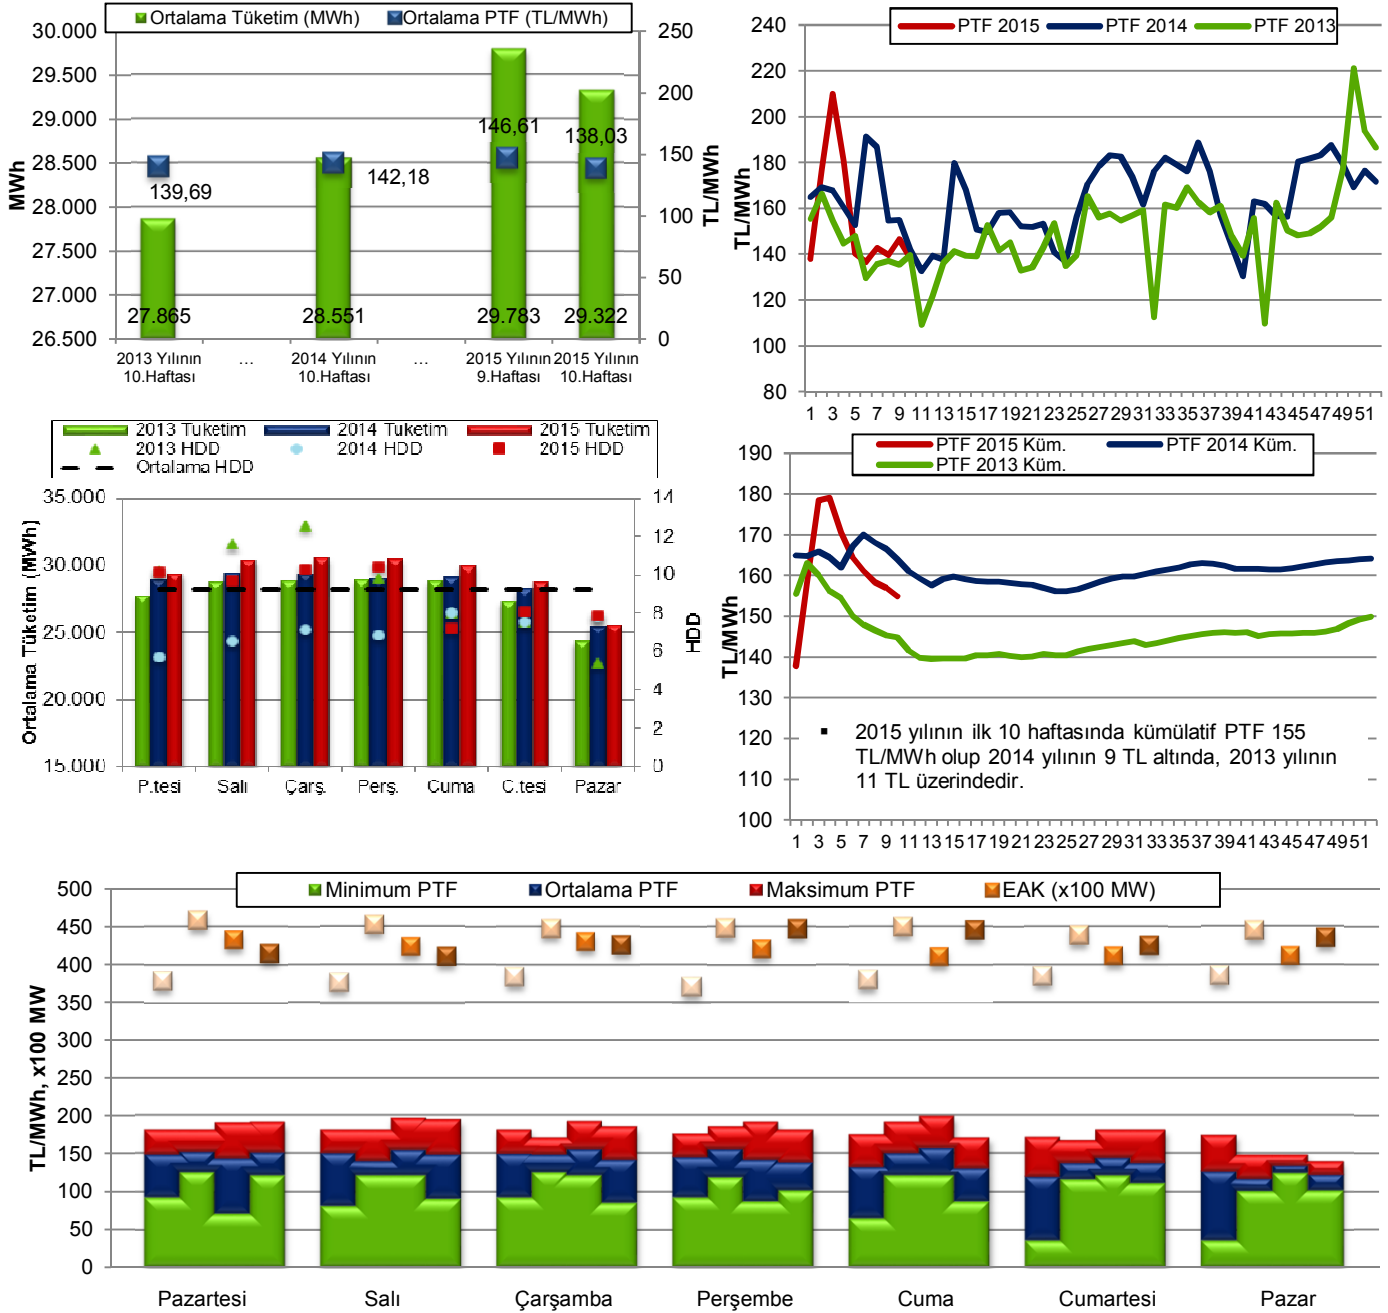 Ortalama Tüketim (MWh)
Ortalama PTF (TL/MWh)
30.000
29.500
29.000
28.500
28.000
27.500
27.000
26.500
MWh
250
200
150
100
50
0
TL/MWh
139,69
142,18
146,61
138,03
27.865
28.551
29.783
29.322
2013 Yılının
10.Haftası
...
2014 Yılının
10.Haftası
...
2015 Yılının
9.Haftası
2015 Yılının
10.Haftası
PTF 2015
PTF 2014
PTF 2013
240
220
200
180
160
140
120
100
80
TL/MWh
1 3 5 7 9 11 13 15 17 19 21 23 25 27 29 31 33 35 37 39 41 43 45 47 49 51
2013 Tüketim
2014 Tüketim
2015 Tüketim
2013 HDD
2014 HDD
2015 HDD
Ortalama HDD
35.000
30.000
25.000
20.000
15.000
Ortalama Tüketim (MWh)
14
12
10
8
6
4
2
0
HDD
P.tesi
Salı
Çarş.
Perş.
Cuma
C.tesi
Pazar
PTF 2015 Küm.
PTF 2014 Küm.
PTF 2013 Küm.
190
180
170
160
150
140
130
120
110
100
TL/MWh
▪ 2015 yılının ilk 10 haftasında kümülatif PTF 155
TL/MWh olup 2014 yılının 9 TL altında, 2013 yılının
11 TL üzerindedir.
1 3 5 7 9 11 13 15 17 19 21 23 25 27 29 31 33 35 37 39 41 43 45 47 49 51
Minimum PTF
Ortalama PTF
Maksimum PTF
EAK (x100 MW)
500
450
400
350
300
250
200
150
100
50
0
TL/MWh, x100 MW
Pazartesi
Salı
Çarşamba
Perşembe
Cuma
Cumartesi
Pazar